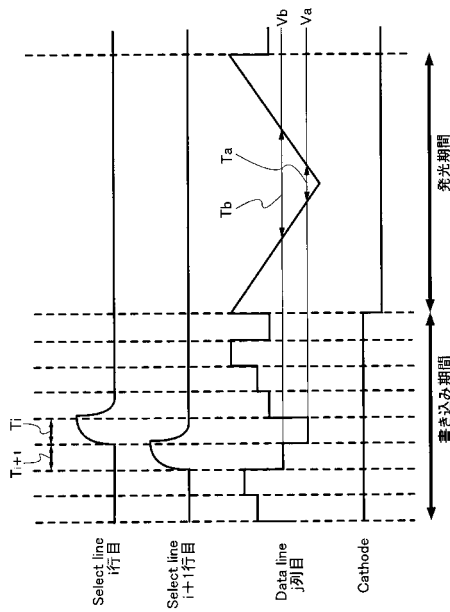 Ti+1
Ti
Select line
i行目
Select line
i+1行目
Data line
j列目
Cathode
Tb
Ta
Vb
Va
書き込み期間
発光期間